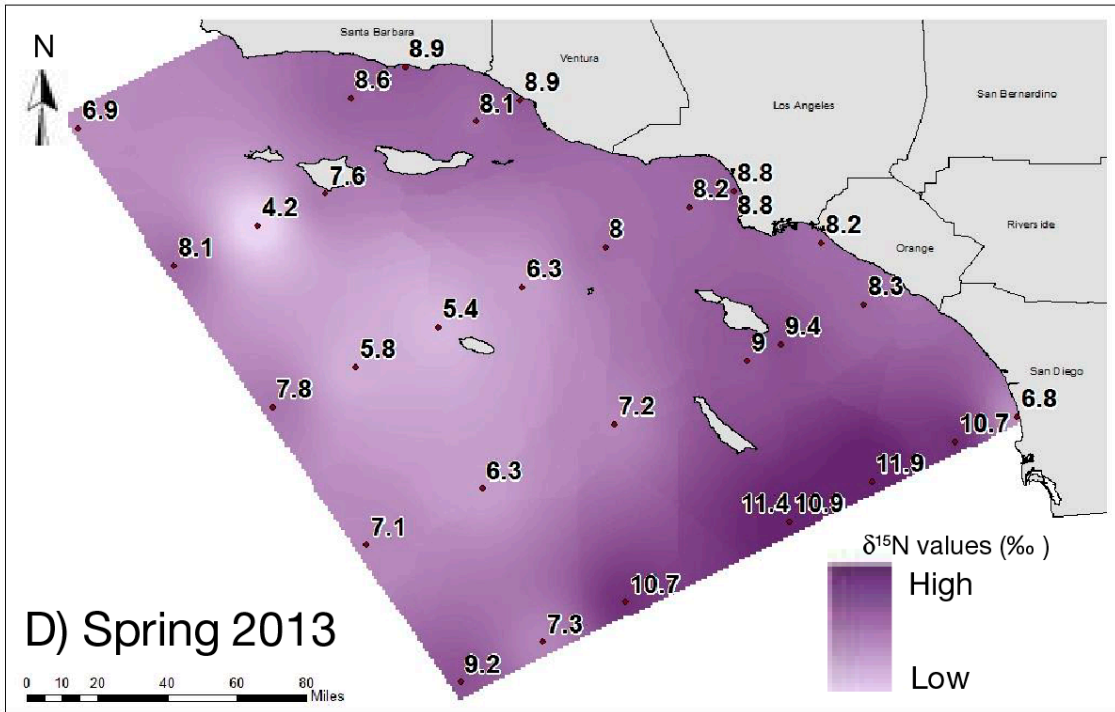 Santa Barbara
N
8.9
Ventura
8.6
8.9
San Bernardino
6.9
8.1
Los Angeles
7.6
8.8
8.2
4.2
8.8
8.1
8
8.2
Riverside
Orange
6.3
8.3
5.4
9.4
9
5.8
San Diego
7.8
7.2
6.8
10.7
6.3
11.9
11.4 10.9
7.1
δ¹⁵N values (‰ )
High
10.7
D) Spring 2013
7.3
9.2
Low
0 10 20 40 60 80
Miles